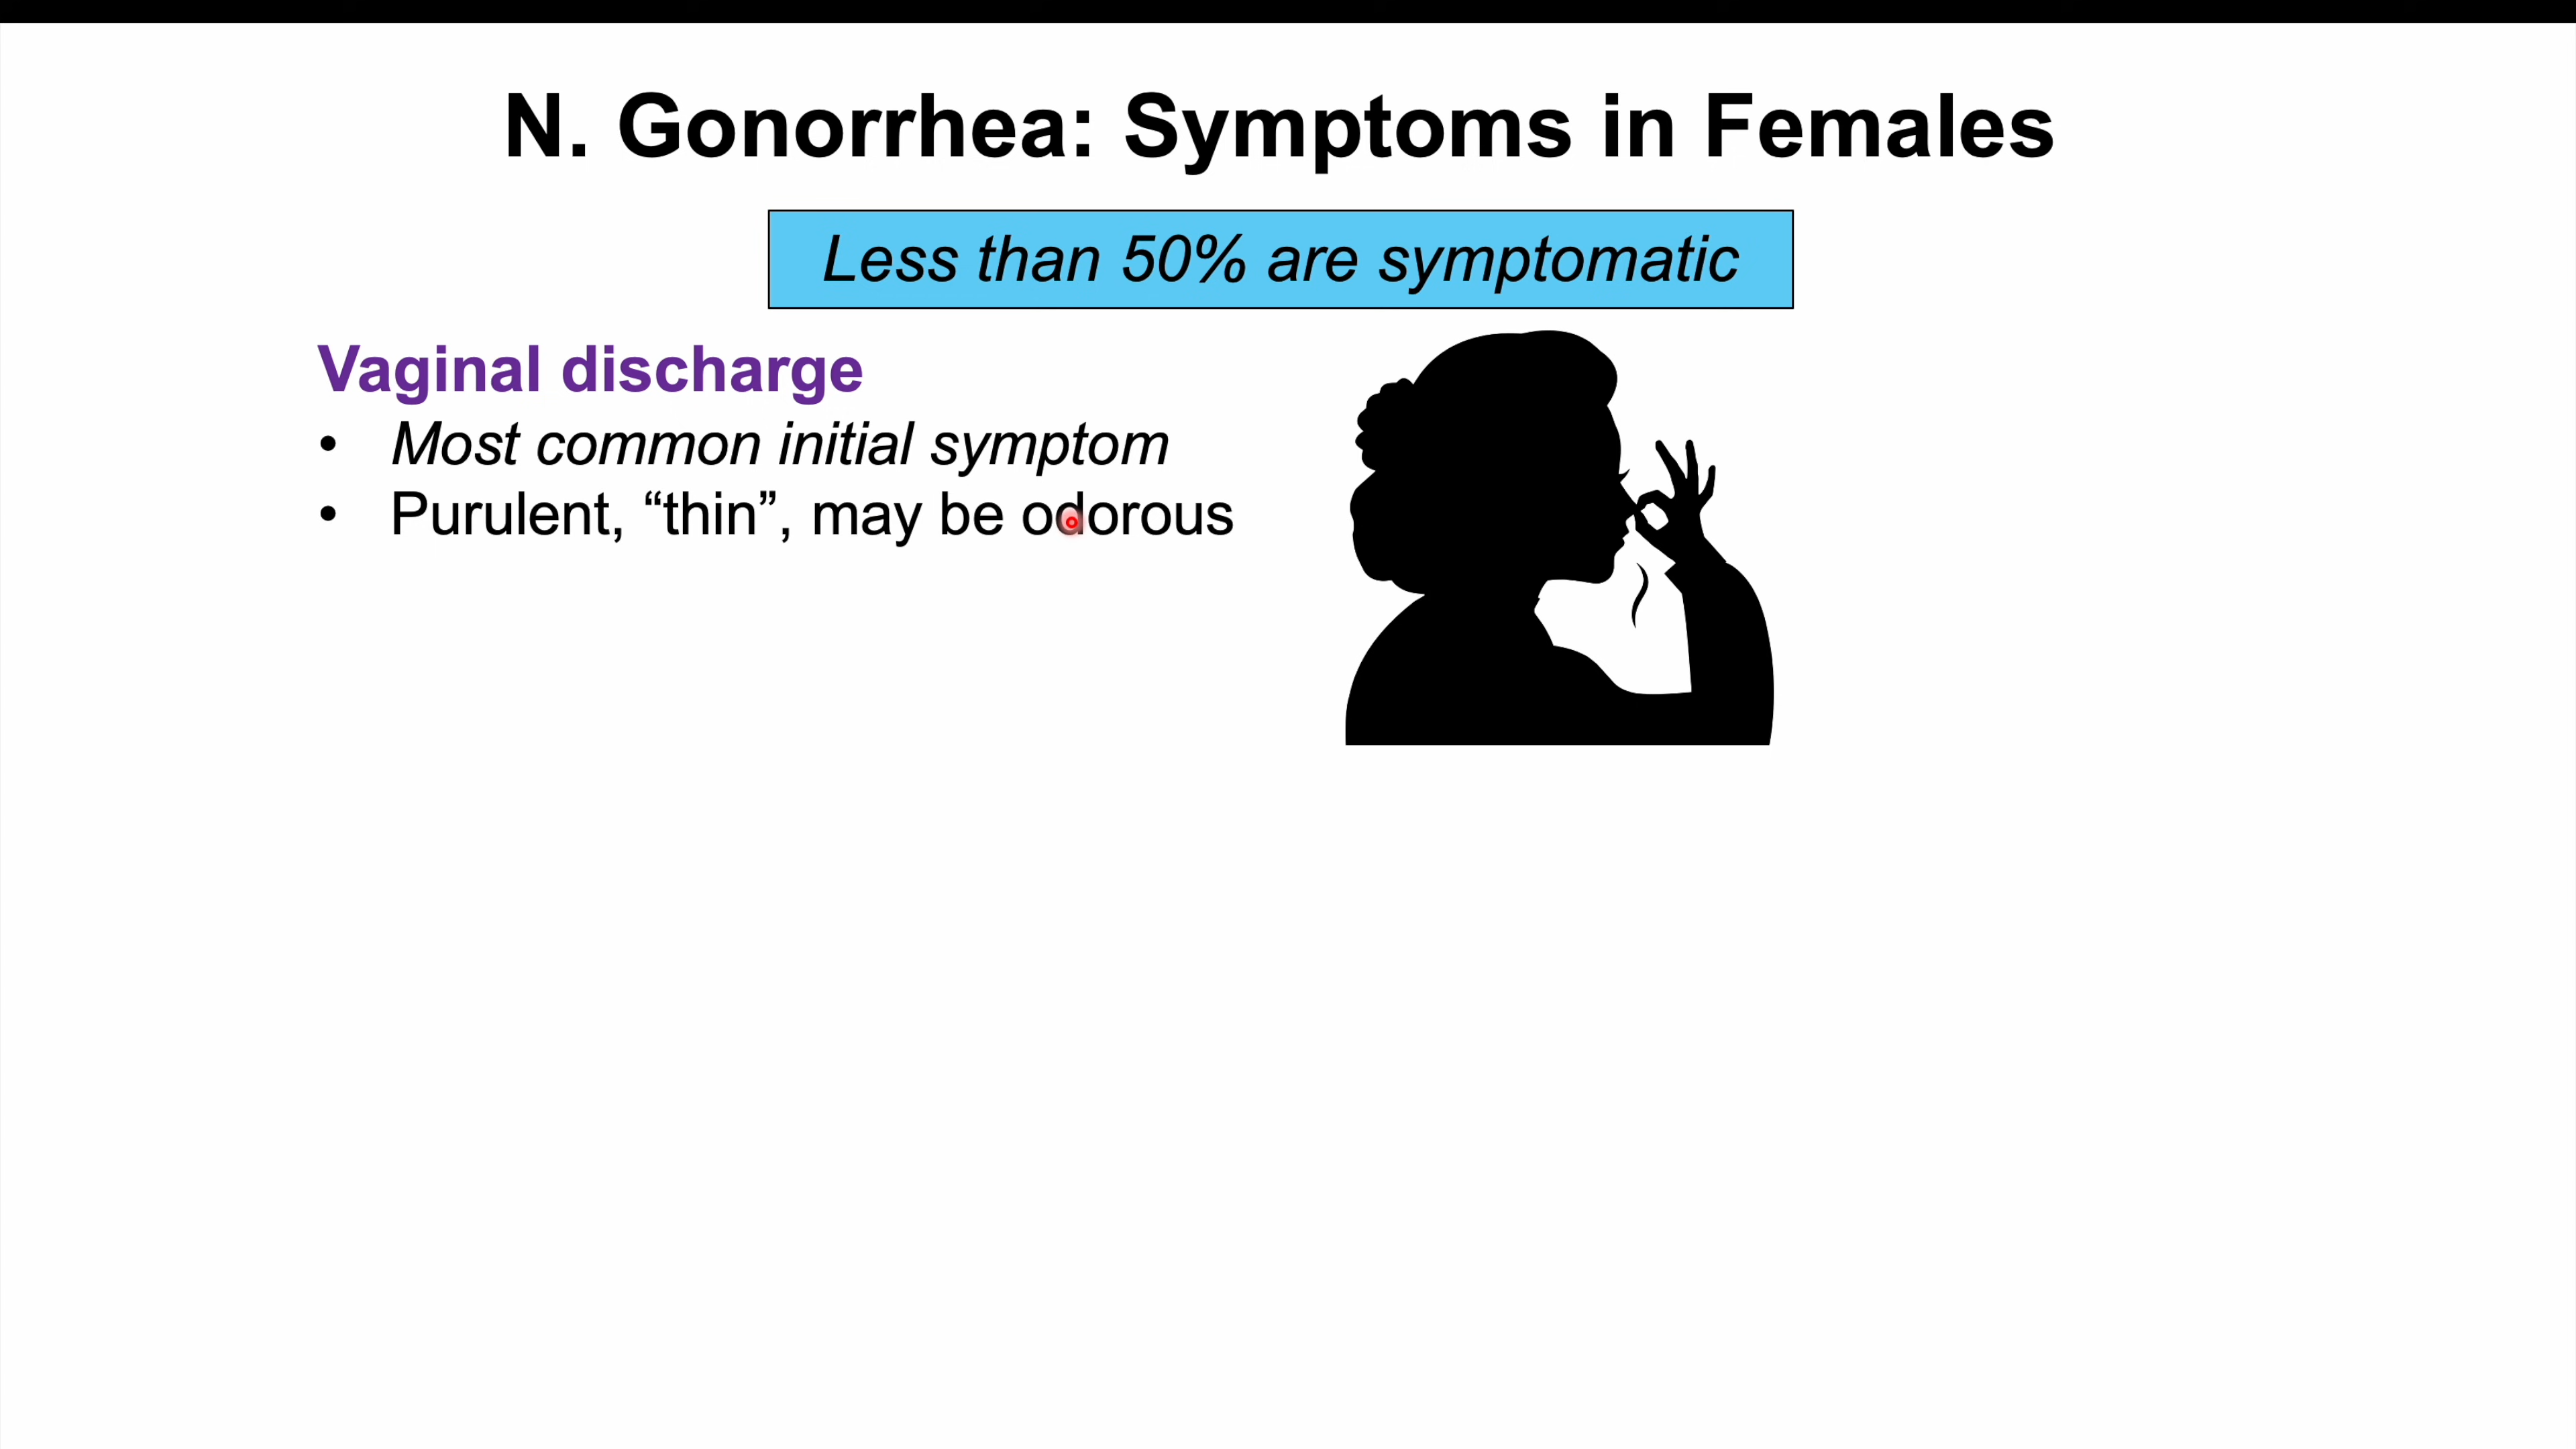 N. Gonorrhea: Symptoms in Females
Less than 50% are symptomatic
Vaginal discharge
• Most common initial symptom
• Purulent, “thin”, may be odorous